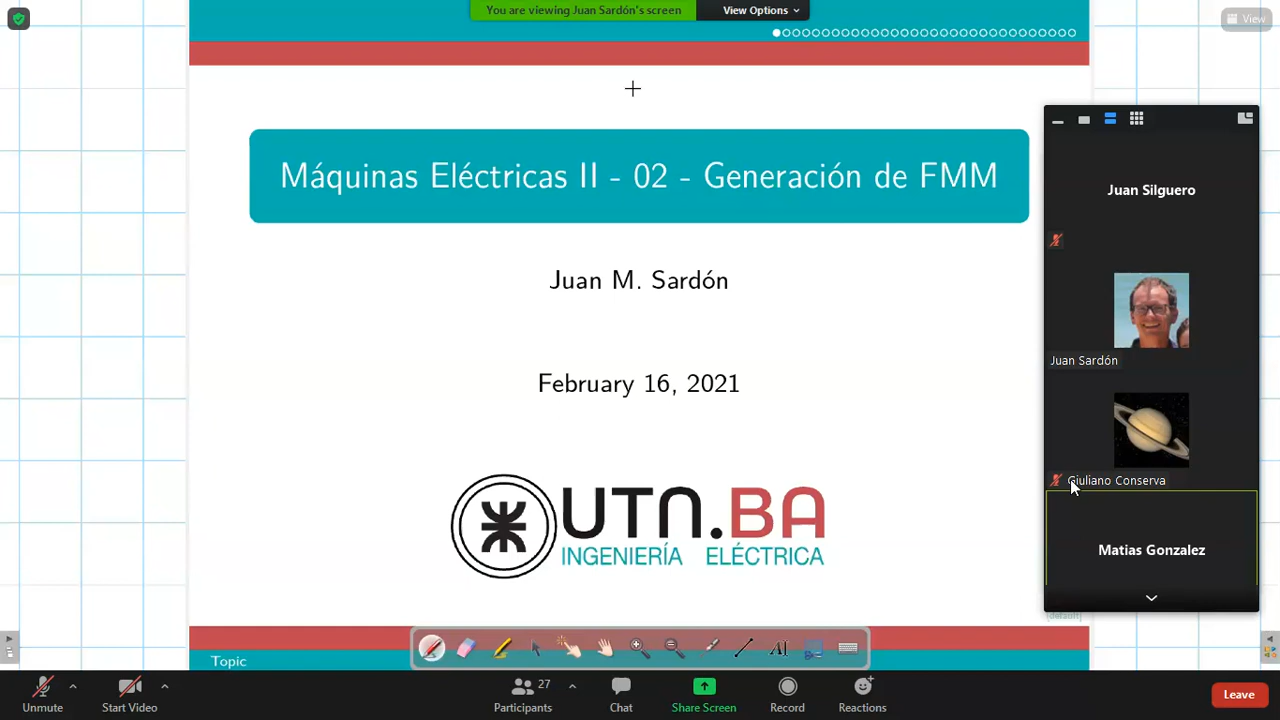 You are viewing Juan Sardón's screen
View Options
View
Máquinas Eléctricas II - 02 - Generación de FMM
Juan M. Sardón
February 16, 2021
UTN.BA
INGENIERÍA ELÉCTRICA
Juan Silguero
Juan Sardón
Giuliano Conserva
Matias Gonzalez
(default)
Topic
AI
Unmute
Start Video
27
Participants
Chat
Share Screen
Record
Reactions
Leave